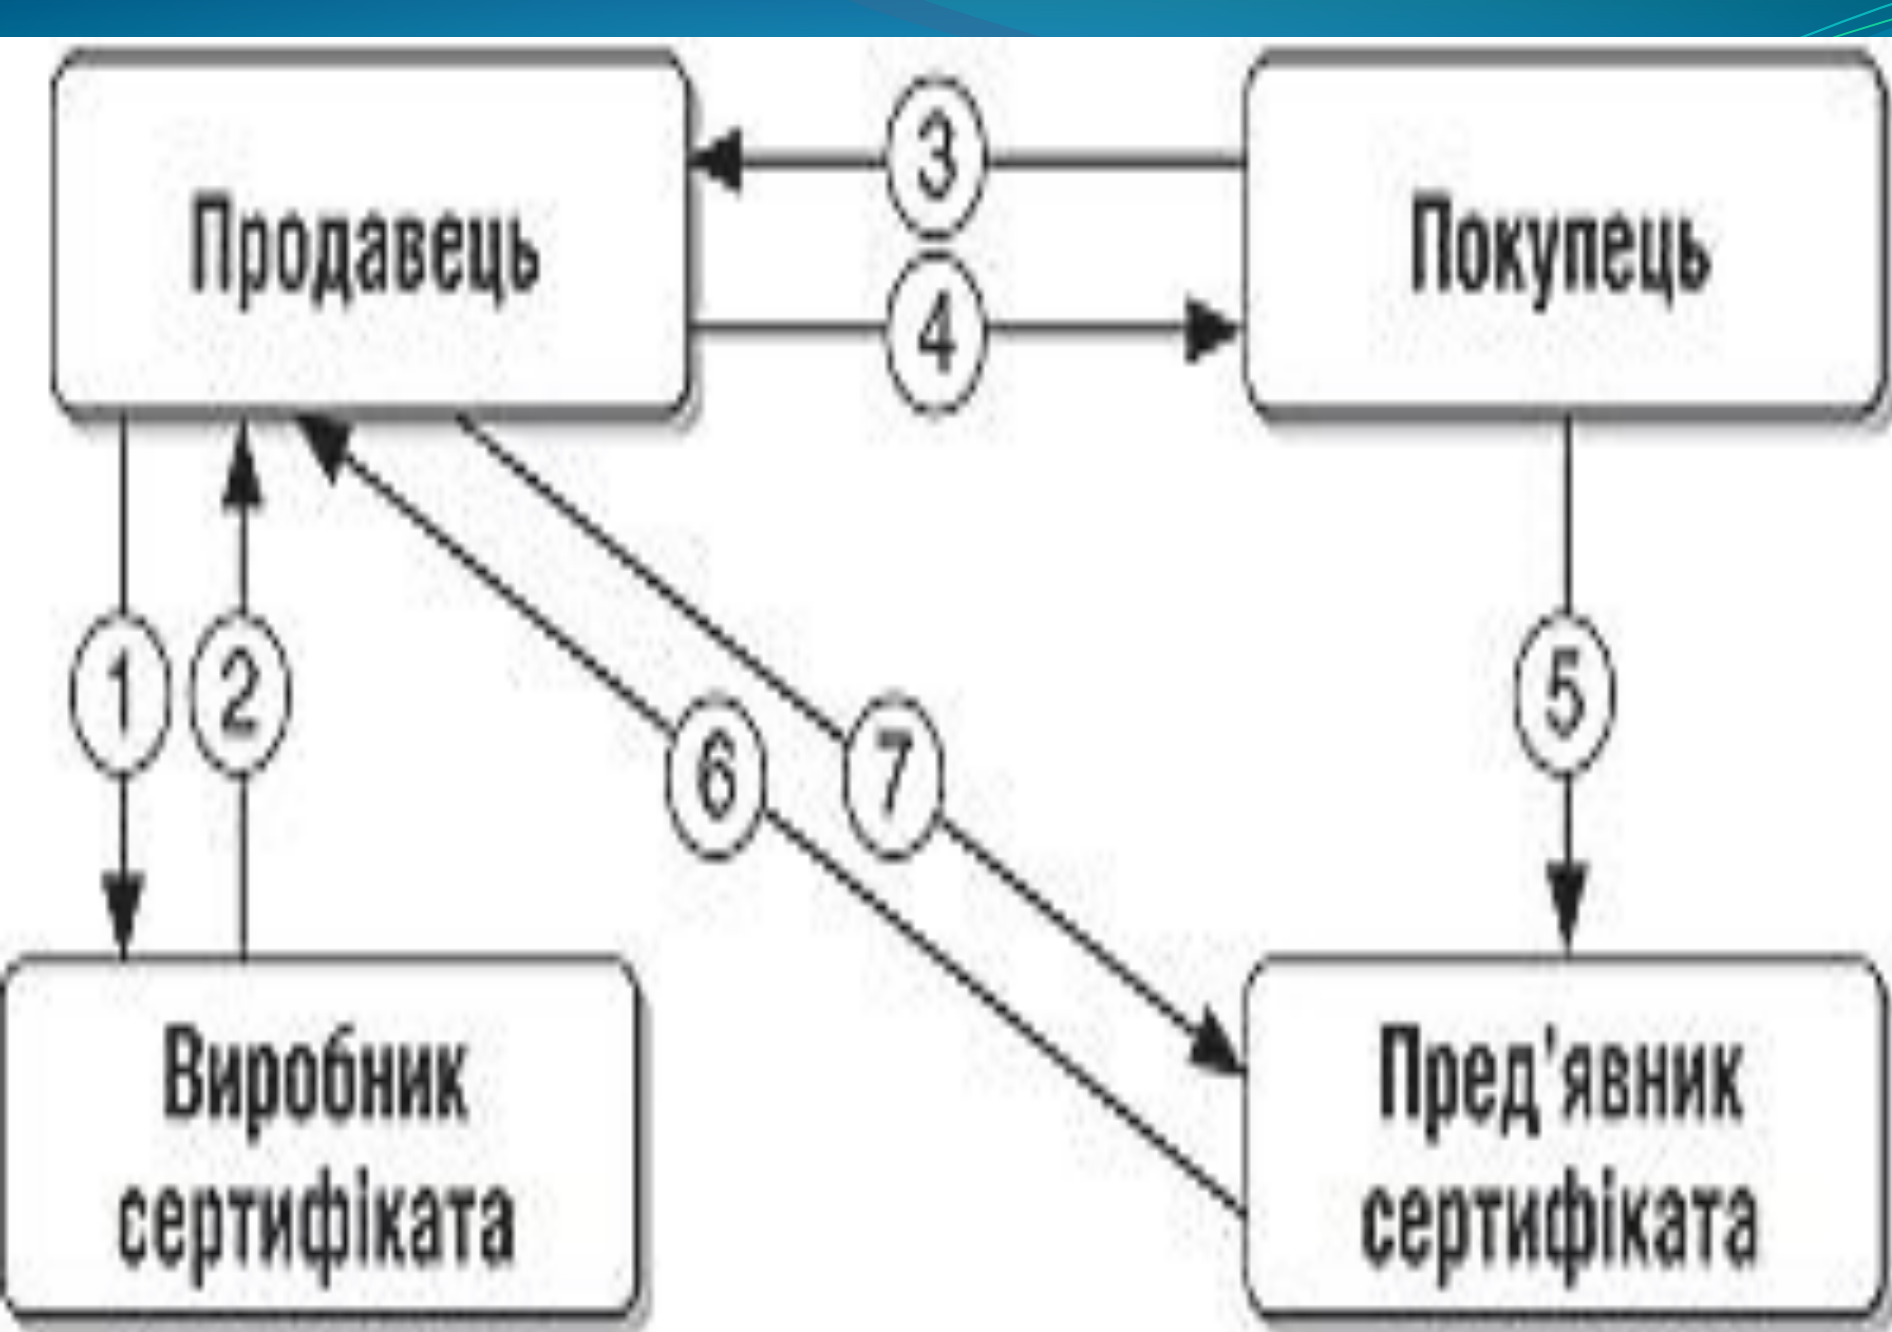 Продавець
3
4
Покупець
1
2
6
7
5
Виробник
сертифіката
Пред'явник
сертифіката